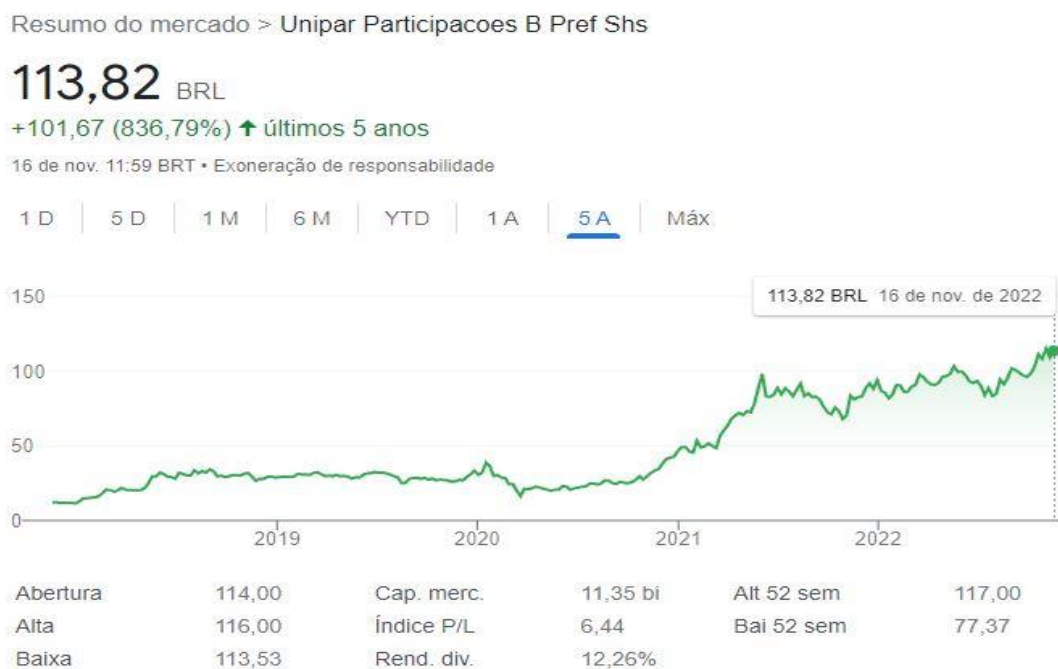 Resumo do mercado > Unipar Participacoes B Pref Shs
113,82 BRL
+101,67 (836,79%) ↑ últimos 5 anos
16 de nov. 11:59 BRT • Exoneração de responsabilidade
1 D 5 D 1 M 6 M YTD 1 A 5 A Máx
113,82 BRL 16 de nov. de 2022
150
100
50
0
2019 2020 2021 2022
Abertura 114,00 Cap. merc. 11,35 bi Alt 52 sem 117,00
Alta 116,00 Índice P/L 6,44 Bai 52 sem 77,37
Baixa 113,53 Rend. div. 12,26%